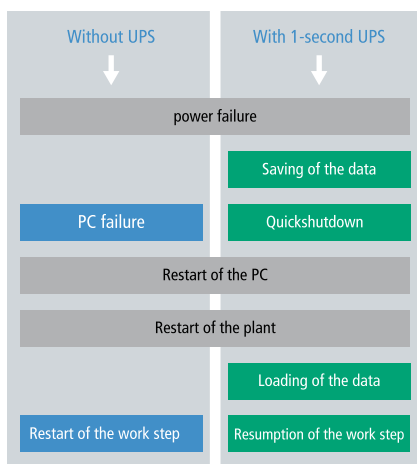 Without UPS
With 1-second UPS
power failure
Saving of the data
PC failure
Quickshutdown
Restart of the PC
Restart of the plant
Loading of the data
Restart of the work step
Resumption of the work step